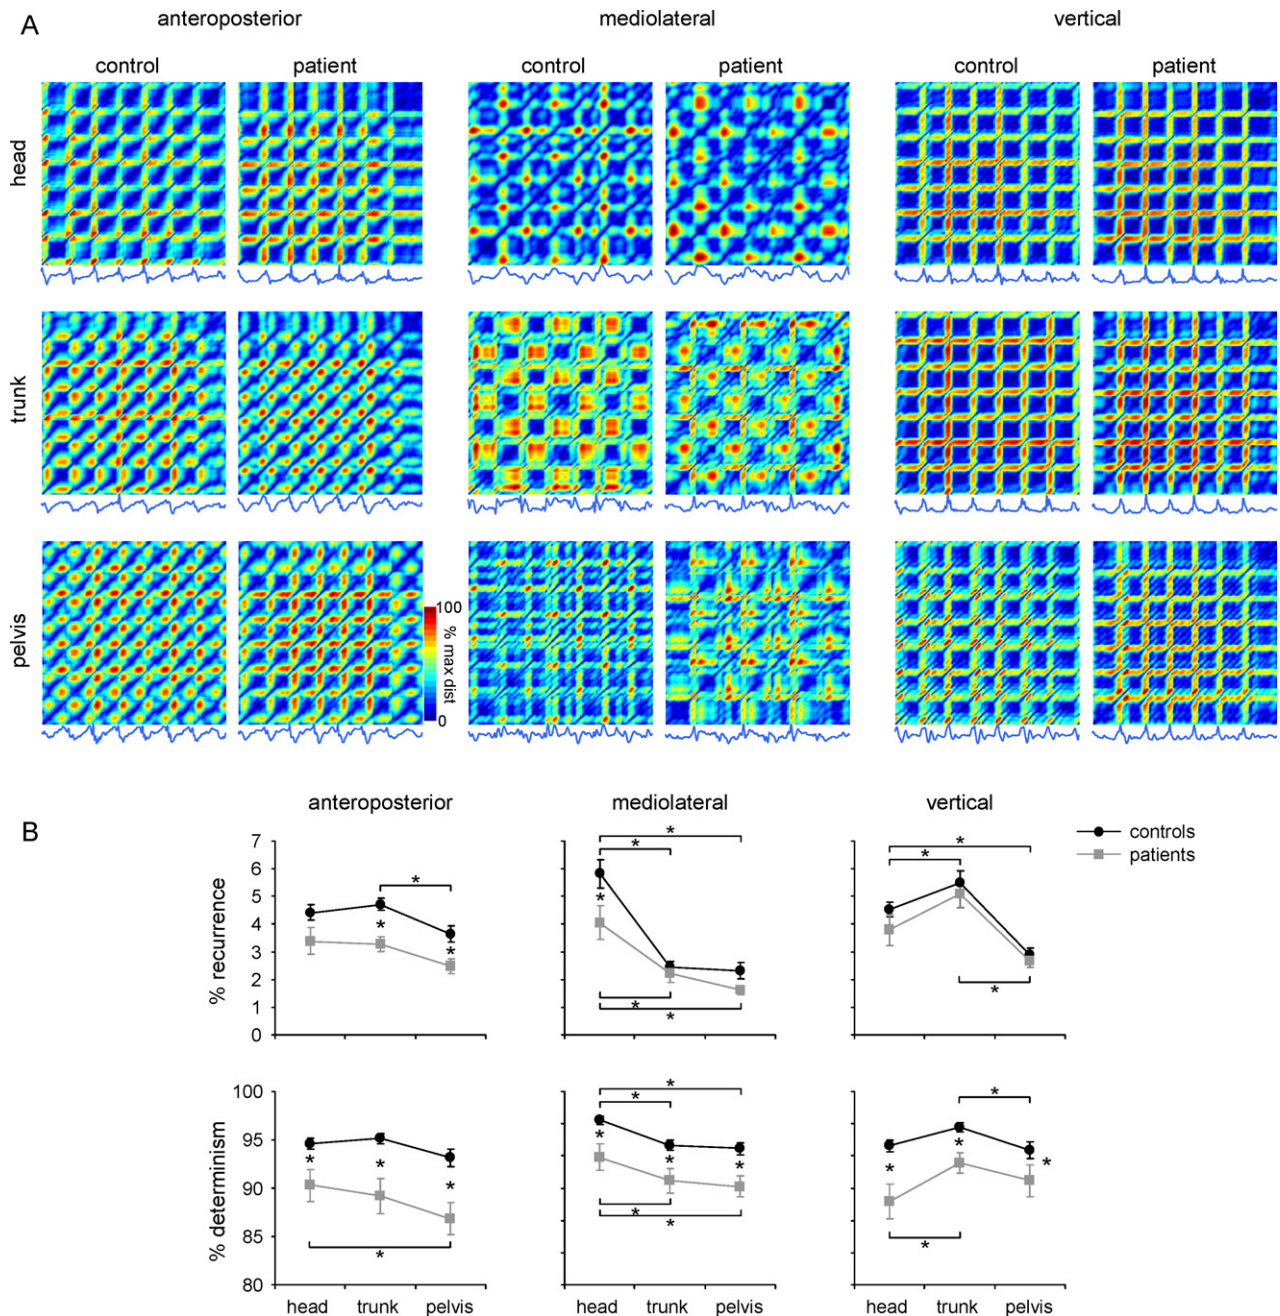 A
anteroposterior mediolateral vertical
control patient control patient control patient
head
trunk
pelvis
100
% max dist
0
B
anteroposterior mediolateral vertical
controls
patients
% recurrence
7
6
5
4
3
2
1
0
* * * * * * * * * * * *
% determinism
100
95
90
85
80
* * * * * * * * * * * * * * * *
head trunk pelvis head trunk pelvis head trunk pelvis